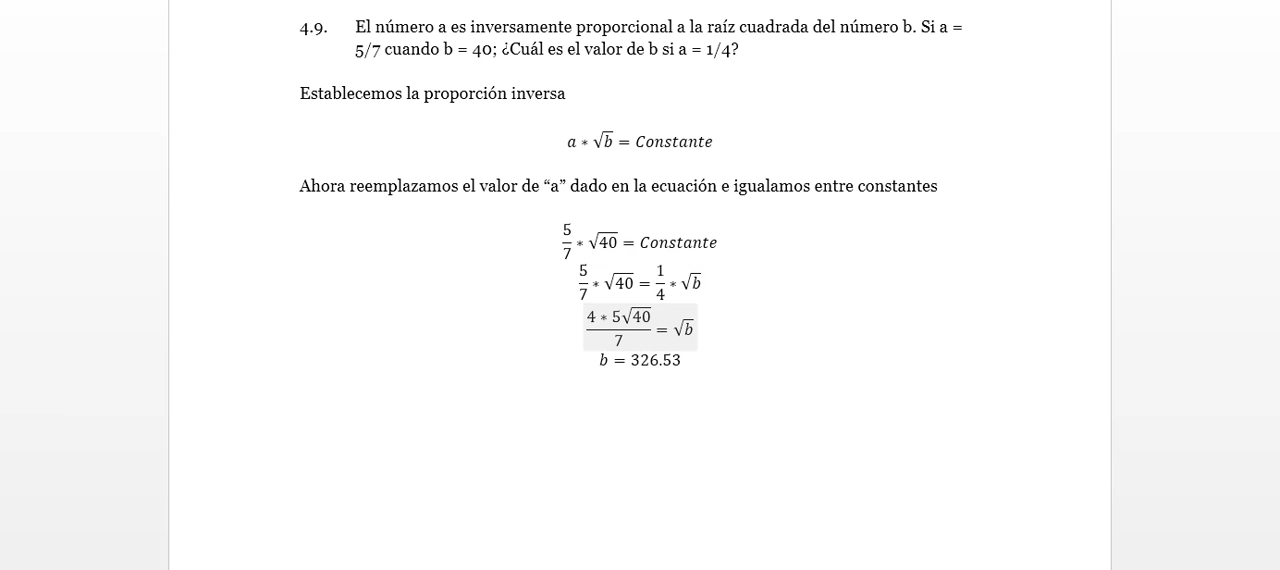 4.9. El número a es inversamente proporcional a la raíz cuadrada del número b. Si a =
5/7 cuando b = 40; ¿Cuál es el valor de b si a = 1/4?
Establecemos la proporción inversa
a * √b = Constante
Ahora reemplazamos el valor de “a” dado en la ecuación e igualamos entre constantes
5/7 * √40 = Constante
5/7 * √40 = 1/4 * √b
4 * 5√40/7 = √b
b = 326.53